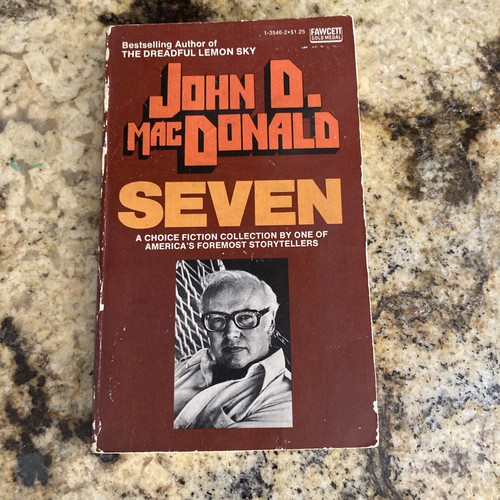 1-3546-2•$1.25
FAWCETT
GOLD MEDAL
Bestselling Author of
THE DREADFUL LEMON SKY
JOHN D.
MACDONALD
SEVEN
A CHOICE FICTION COLLECTION BY ONE OF
AMERICA'S FOREMOST STORYTELLERS